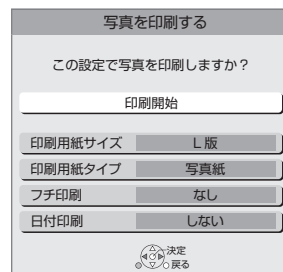 写真を印刷する
この設定で写真を印刷しますか？
印刷開始
印刷用紙サイズ L版
印刷用紙タイプ 写真紙
フチ印刷 なし
日付印刷 しない
決定
戻る